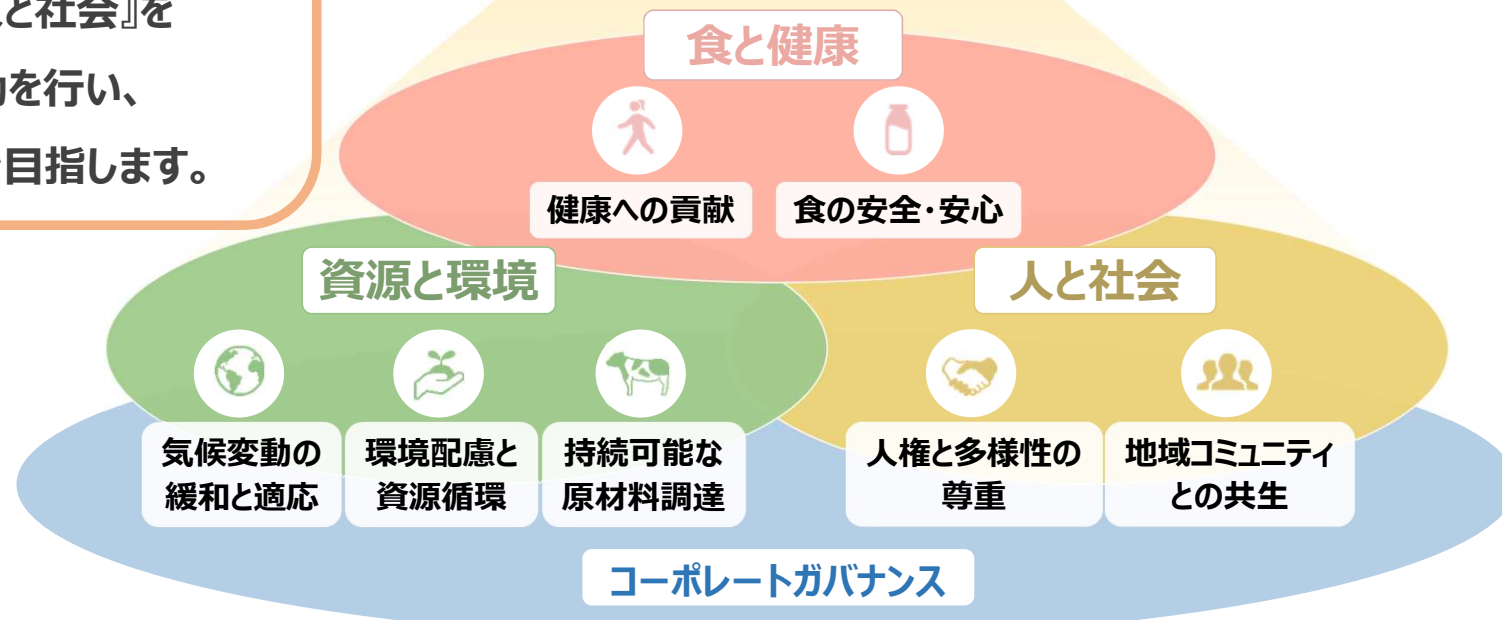 と社会』を
を行い、
目指します。
食と健康
健康への貢献
食の安全・安心
資源と環境
人と社会
気候変動の
緩和と適応
環境配慮と
資源循環
持続可能な
原材料調達
人権と多様性の
尊重
地域コミュニティ
との共生
コーポレートガバナンス